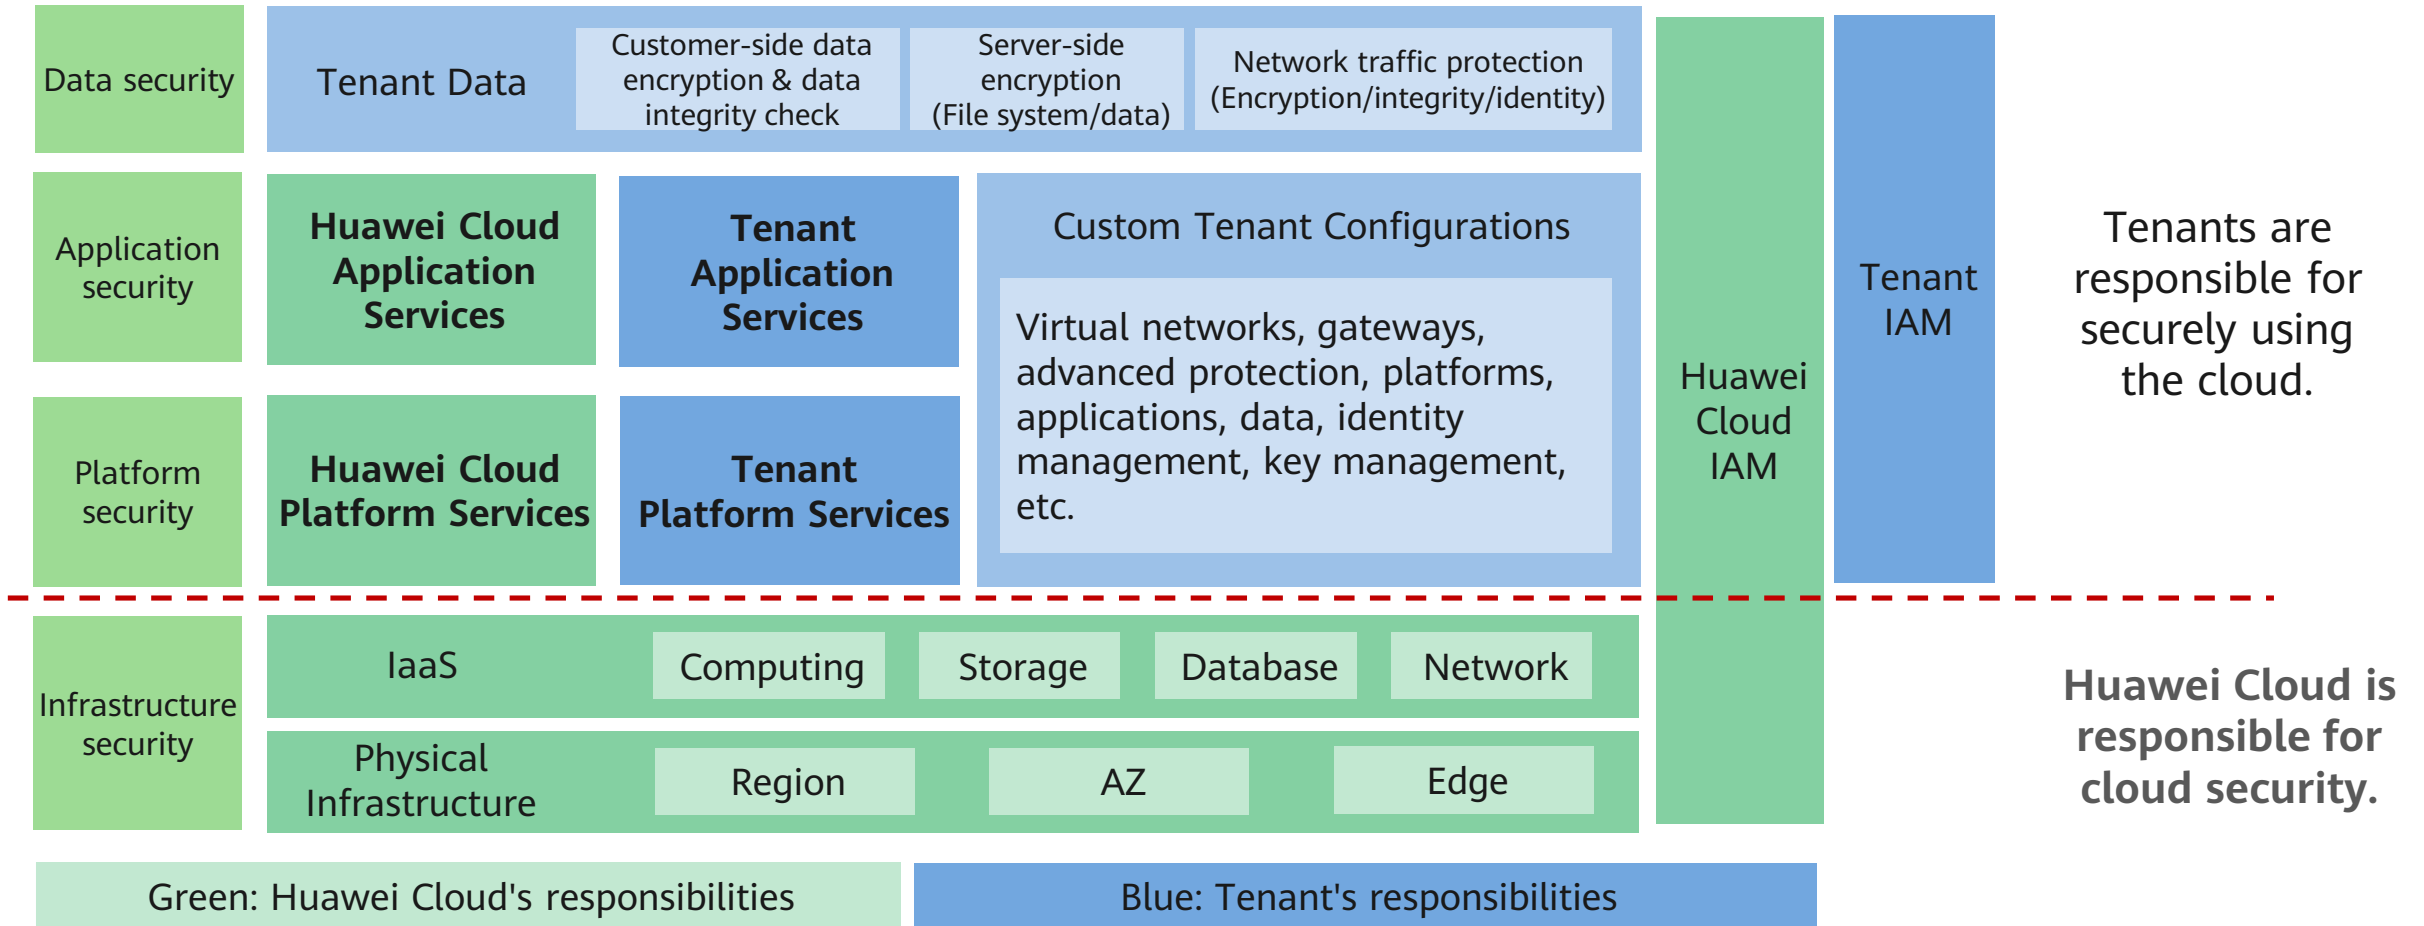 Data security
Tenant Data
Customer-side data
encryption & data
integrity check
Server-side
encryption
(File system/data)
Network traffic protection
(Encryption/integrity/identity)
Application
security
Huawei Cloud
Application
Services
Tenant
Application
Services
Custom Tenant Configurations
Virtual networks, gateways,
advanced protection, platforms,
applications, data, identity
management, key management,
etc.
Platform
security
Huawei Cloud
Platform Services
Tenant
Platform Services
Huawei
Cloud
IAM
Tenant
IAM
Tenants are
responsible for
securely using
the cloud.
Infrastructure
security
IaaS
Computing
Storage
Database
Network
Physical
Infrastructure
Region
AZ
Edge
Huawei Cloud is
responsible for
cloud security.
Green: Huawei Cloud's responsibilities
Blue: Tenant's responsibilities